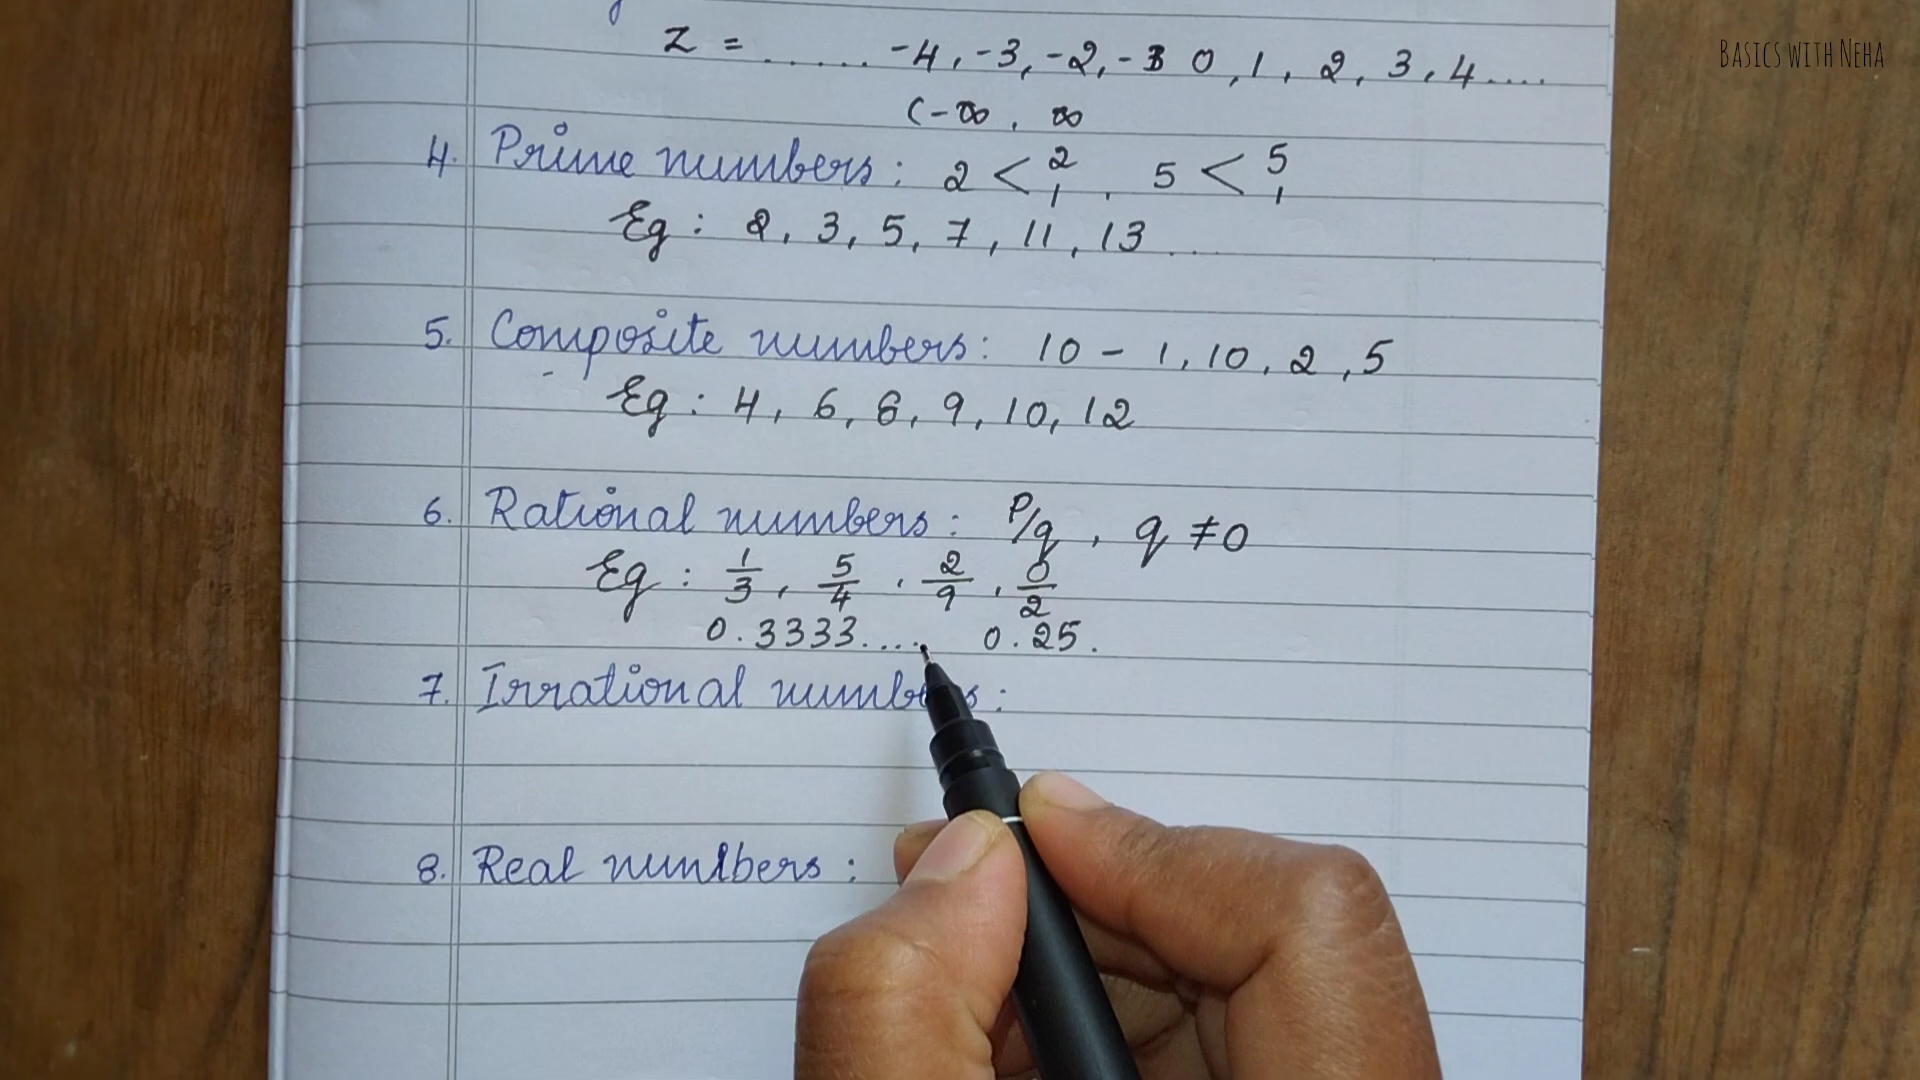 BASICS WITH NEHA
Z = ...... -4, -3, -2, -1 0, 1, 2, 3, 4....
(-∞, ∞
4. Prime numbers: 2 < 2 1, 5 < 5 1
Eg: 2, 3, 5, 7, 11, 13 ...
5. Composite numbers: 10 - 1, 10, 2, 5
Eg: 4, 6, 8, 9, 10, 12
6. Rational numbers: P/q, q ≠ 0
Eg: 1/3, 5/4, 2/9, 0/2
0.3333.... 0.25.
7. Irrational numbers:
8. Real numbers: